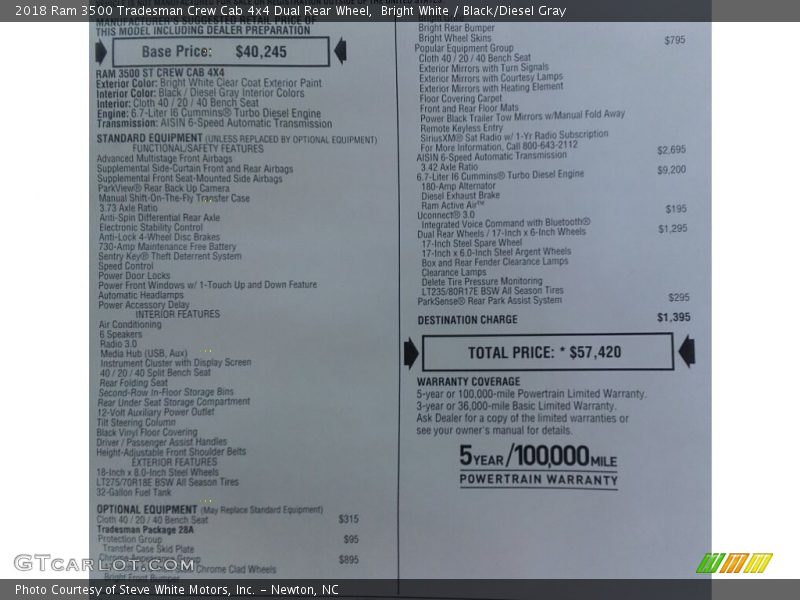 2018 Ram 3500 Tradesman Crew Cab 4x4 Dual Rear Wheel, Bright White / Black/Diesel Gray
MANUFACTURER'S SUGGESTED RETAIL PRICE OF
THIS MODEL INCLUDING DEALER PREPARATION
Base Price: $40,245
RAM 3500 ST CREW CAB 4X4
Exterior Color: Bright White Clear Coat Exterior Paint
Interior Color: Black / Diesel Gray Interior Colors
Interior: Cloth 40 / 20 / 40 Bench Seat
Engine: 6.7-Liter I6 Cummins® Turbo Diesel Engine
Transmission: AISIN 6-Speed Automatic Transmission
STANDARD EQUIPMENT (UNLESS REPLACED BY OPTIONAL EQUIPMENT)
FUNCTIONAL/SAFETY FEATURES
Advanced Multistage Front Airbags
Supplemental Side-Curtain Front and Rear Airbags
Supplemental Front Seat-Mounted Side Airbags
ParkView® Rear Back Up Camera
Manual Shift-On-The-Fly Transfer Case
3.73 Axle Ratio
Anti-Spin Differential Rear Axle
Electronic Stability Control
Anti-Lock 4-Wheel Disc Brakes
730-Amp Maintenance Free Battery
Sentry Key® Theft Deterrent System
Speed Control
Power Door Locks
Power Front Windows w/ 1-Touch Up and Down Feature
Automatic Headlamps
Power Accessory Delay
INTERIOR FEATURES
Air Conditioning
6 Speakers
Radio 3.0
Media Hub (USB, Aux)
Instrument Cluster with Display Screen
40 / 20 / 40 Split Bench Seat
Rear Folding Seat
Second-Row In-Floor Storage Bins
Rear Under Seat Storage Compartment
12-Volt Auxiliary Power Outlet
Tilt Steering Column
Black Vinyl Floor Covering
Driver / Passenger Assist Handles
Height-Adjustable Front Shoulder Belts
EXTERIOR FEATURES
18-Inch x 8.0-Inch Steel Wheels
LT275/70R18E BSW All Season Tires
32-Gallon Fuel Tank
OPTIONAL EQUIPMENT (May Replace Standard Equipment)
Cloth 40 / 20 / 40 Bench Seat $315
Tradesman Package 28A
Protection Group $95
Transfer Case Skid Plate
Chrome Appearance Group $895
Chrome Clad Wheels
Bright Front Bumper
Bright Rear Bumper
Bright Wheel Skins
Popular Equipment Group $795
Cloth 40 / 20 / 40 Bench Seat
Exterior Mirrors with Turn Signals
Exterior Mirrors with Courtesy Lamps
Exterior Mirrors with Heating Element
Floor Covering Carpet
Front and Rear Floor Mats
Power Black Trailer Tow Mirrors w/Manual Fold Away
Remote Keyless Entry
SiriusXM® Sat Radio w/ 1-Yr Radio Subscription
For More Information, Call 800-643-2112
AISIN 6-Speed Automatic Transmission $2,695
3.42 Axle Ratio
6.7-Liter I6 Cummins® Turbo Diesel Engine $9,200
180-Amp Alternator
Diesel Exhaust Brake
Ram Active Air™
Uconnect® 3.0 $195
Integrated Voice Command with Bluetooth®
Dual Rear Wheels / 17-Inch x 6-Inch Wheels $1,295
17-Inch Steel Spare Wheel
17-Inch x 6.0-Inch Steel Argent Wheels
Box and Rear Fender Clearance Lamps
Clearance Lamps
Delete Tire Pressure Monitoring
LT235/80R17E BSW All Season Tires
ParkSense® Rear Park Assist System $295
DESTINATION CHARGE $1,395
TOTAL PRICE: * $57,420
WARRANTY COVERAGE
5-year or 100,000-mile Powertrain Limited Warranty.
3-year or 36,000-mile Basic Limited Warranty.
Ask Dealer for a copy of the limited warranties or
see your owner's manual for details.
5YEAR/100,000MILE
POWERTRAIN WARRANTY
GTCarLot.com
Photo Courtesy of Steve White Motors, Inc. – Newton, NC